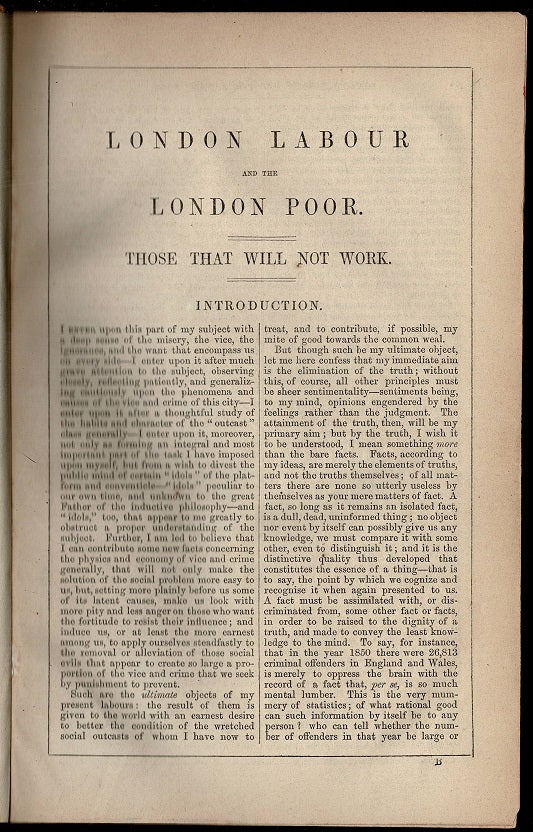 LONDON LABOUR
AND THE
LONDON POOR.
THOSE THAT WILL NOT WORK.
INTRODUCTION.
I upon this part of my subject with
a deep sense of the misery, the vice, the
ignorance, and the want that encompass us
on every side—I enter upon it after much
grave attention to the subject, observing
closely, reflecting patiently, and generaliz-
ing cautiously upon the phenomena and
causes of the vice and crime of this city—I
enter upon it after a thoughtful study of
the habits and character of the "outcast"
class generally—I enter upon it, moreover,
not only as forming an integral and most
important part of the task I have imposed
upon myself, but from a wish to divest the
public mind of certain "idols" of the plat-
form and conventicle—"idols" peculiar to
our own time, and unknown to the great
Father of the inductive philosophy—and
"idols," too, that appear to me greatly to
obstruct a proper understanding of the
subject. Further, I am led to believe that
I can contribute some new facts concerning
the physics and economy of vice and crime
generally, that will not only make the
solution of the social problem more easy to
us, but, setting more plainly before us some
of its latent causes, make us look with
more pity and less anger on those who want
the fortitude to resist their influence; and
induce us, or at least the more earnest
among us, to apply ourselves steadfastly to
the removal or alleviation of those social
evils that appear to create so large a pro-
portion of the vice and crime that we seek
by punishment to prevent.
Such are the ultimate objects of my
present labours: the result of them is
given to the world with an earnest desire
to better the condition of the wretched
social outcasts of whom I have now to
treat, and to contribute, if possible, my
mite of good towards the common weal.
But though such be my ultimate object,
let me here confess that my immediate aim
is the elimination of the truth; without
this, of course, all other principles must
be sheer sentimentality—sentiments being,
to my mind, opinions engendered by the
feelings rather than the judgment. The
attainment of the truth, then, will be my
primary aim; but by the truth, I wish it
to be understood, I mean something more
than the bare facts. Facts, according to
my ideas, are merely the elements of truths,
and not the truths themselves; of all mat-
ters there are none so utterly useless by
themselves as your mere matters of fact. A
fact, so long as it remains an isolated fact,
is a dull, dead, uninformed thing; no object
nor event by itself can possibly give us any
knowledge, we must compare it with some
other, even to distinguish it; and it is the
distinctive quality thus developed that
constitutes the essence of a thing—that is
to say, the point by which we cognize and
recognise it when again presented to us.
A fact must be assimilated with, or dis-
criminated from, some other fact or facts,
in order to be raised to the dignity of a
truth, and made to convey the least know-
ledge to the mind. To say, for instance,
that in the year 1850 there were 26,813
criminal offenders in England and Wales,
is merely to oppress the brain with the
record of a fact that, per se, is so much
mental lumber. This is the very mum-
mery of statistics; of what rational good
can such information by itself be to any
person? who can tell whether the num-
ber of offenders in that year be large or
B